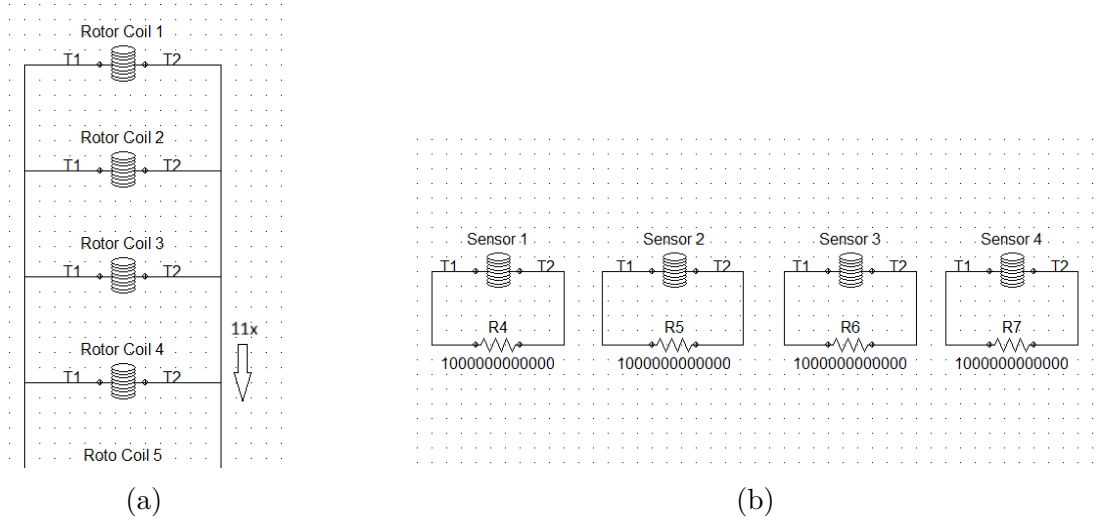 Rotor Coil 1
T1 T2
Rotor Coil 2
T1 T2
Rotor Coil 3
T1 T2
11x
Rotor Coil 4
T1 T2
Roto Coil 5
(a)
Sensor 1 Sensor 2 Sensor 3 Sensor 4
T1 T2 T1 T2 T1 T2 T1 T2
R4 R5 R6 R7
1000000000000 1000000000000 1000000000000 1000000000000
(b)